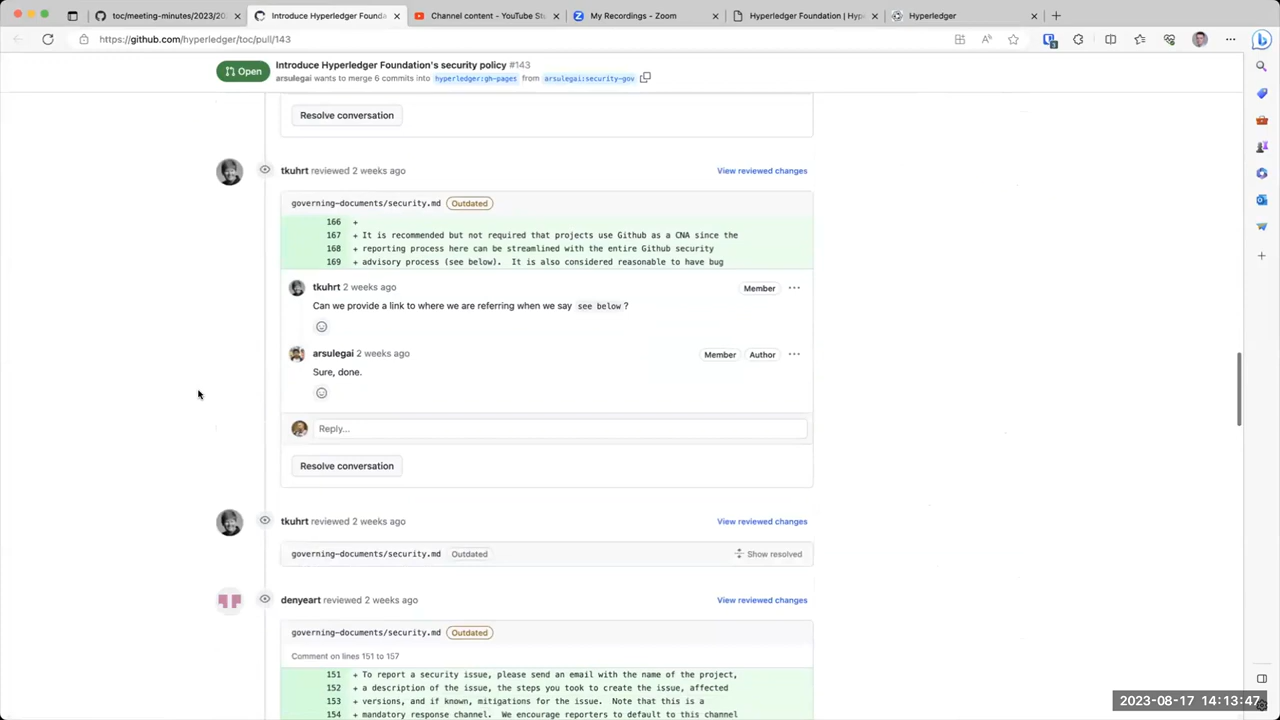 toc/meeting-minutes/2023/20
Introduce Hyperledger Founda
Channel content - YouTube St
My Recordings - Zoom
Hyperledger Foundation | Hyp
Hyperledger
https://github.com/hyperledger/toc/pull/143
Open
Introduce Hyperledger Foundation's security policy #143
arsulegai wants to merge 6 commits into hyperledger:gh-pages from arsulegai:security-gov
Resolve conversation
tkuhrt reviewed 2 weeks ago
View reviewed changes
governing-documents/security.md Outdated
166 +
167 + It is recommended but not required that projects use Github as a CNA since the
168 + reporting process here can be streamlined with the entire Github security
169 + advisory process (see below). It is also considered reasonable to have bug
tkuhrt 2 weeks ago
Member
Can we provide a link to where we are referring when we say see below ?
arsulegai 2 weeks ago
Member Author
Sure, done.
Reply...
Resolve conversation
tkuhrt reviewed 2 weeks ago
View reviewed changes
governing-documents/security.md Outdated
Show resolved
denyeart reviewed 2 weeks ago
View reviewed changes
governing-documents/security.md Outdated
Comment on lines 151 to 157
151 + To report a security issue, please send an email with the name of the project,
152 + a description of the issue, the steps you took to create the issue, affected
153 + versions, and if known, mitigations for the issue. Note that this is a
154 + mandatory response channel. We encourage reporters to default to this channel
2023-08-17 14:13:47